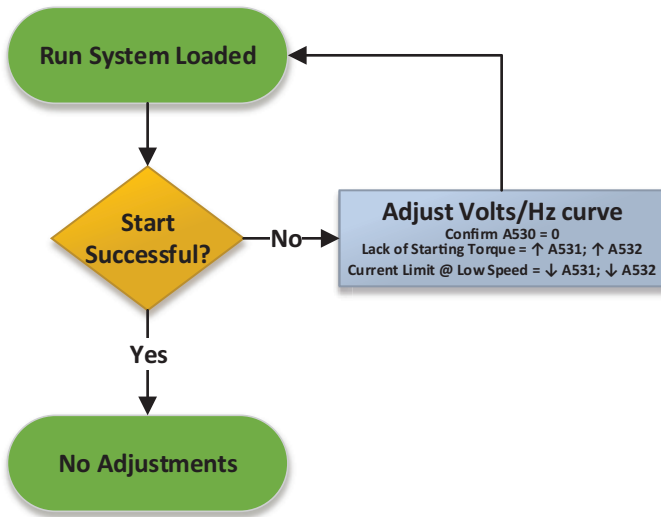 Run System Loaded
Start
Successful?
No
Adjust Volts/Hz curve
Confirm A530 = 0
Lack of Starting Torque = ↑ A531; ↑ A532
Current Limit @ Low Speed = ↓ A531; ↓ A532
Yes
No Adjustments